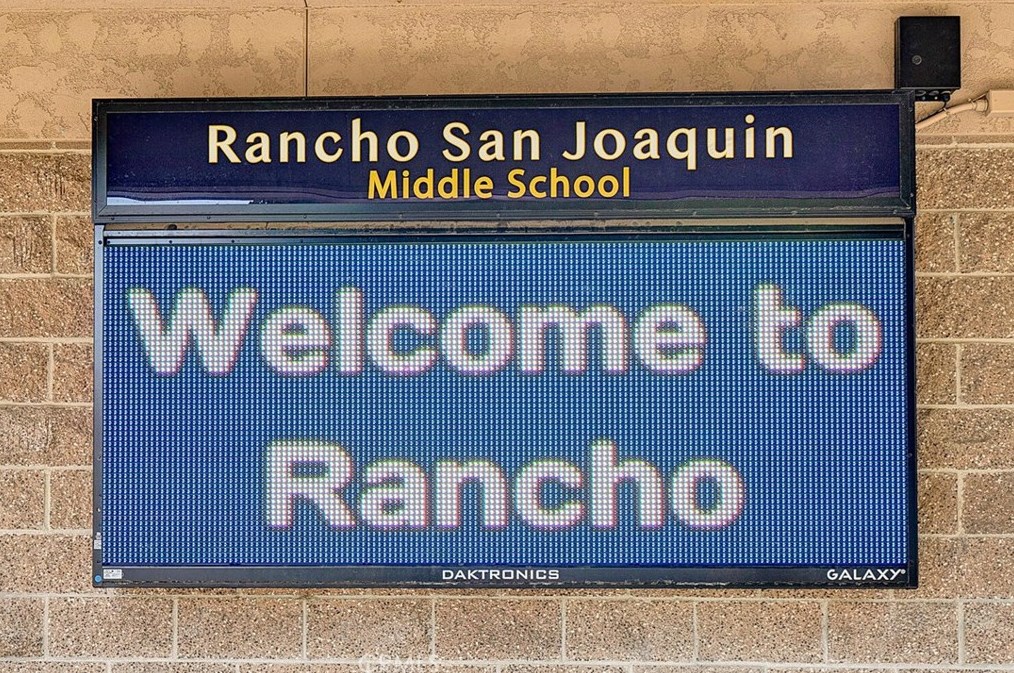 Rancho San Joaquin
Middle School
Welcome to
Rancho
DAKTRONICS
GALAXY®